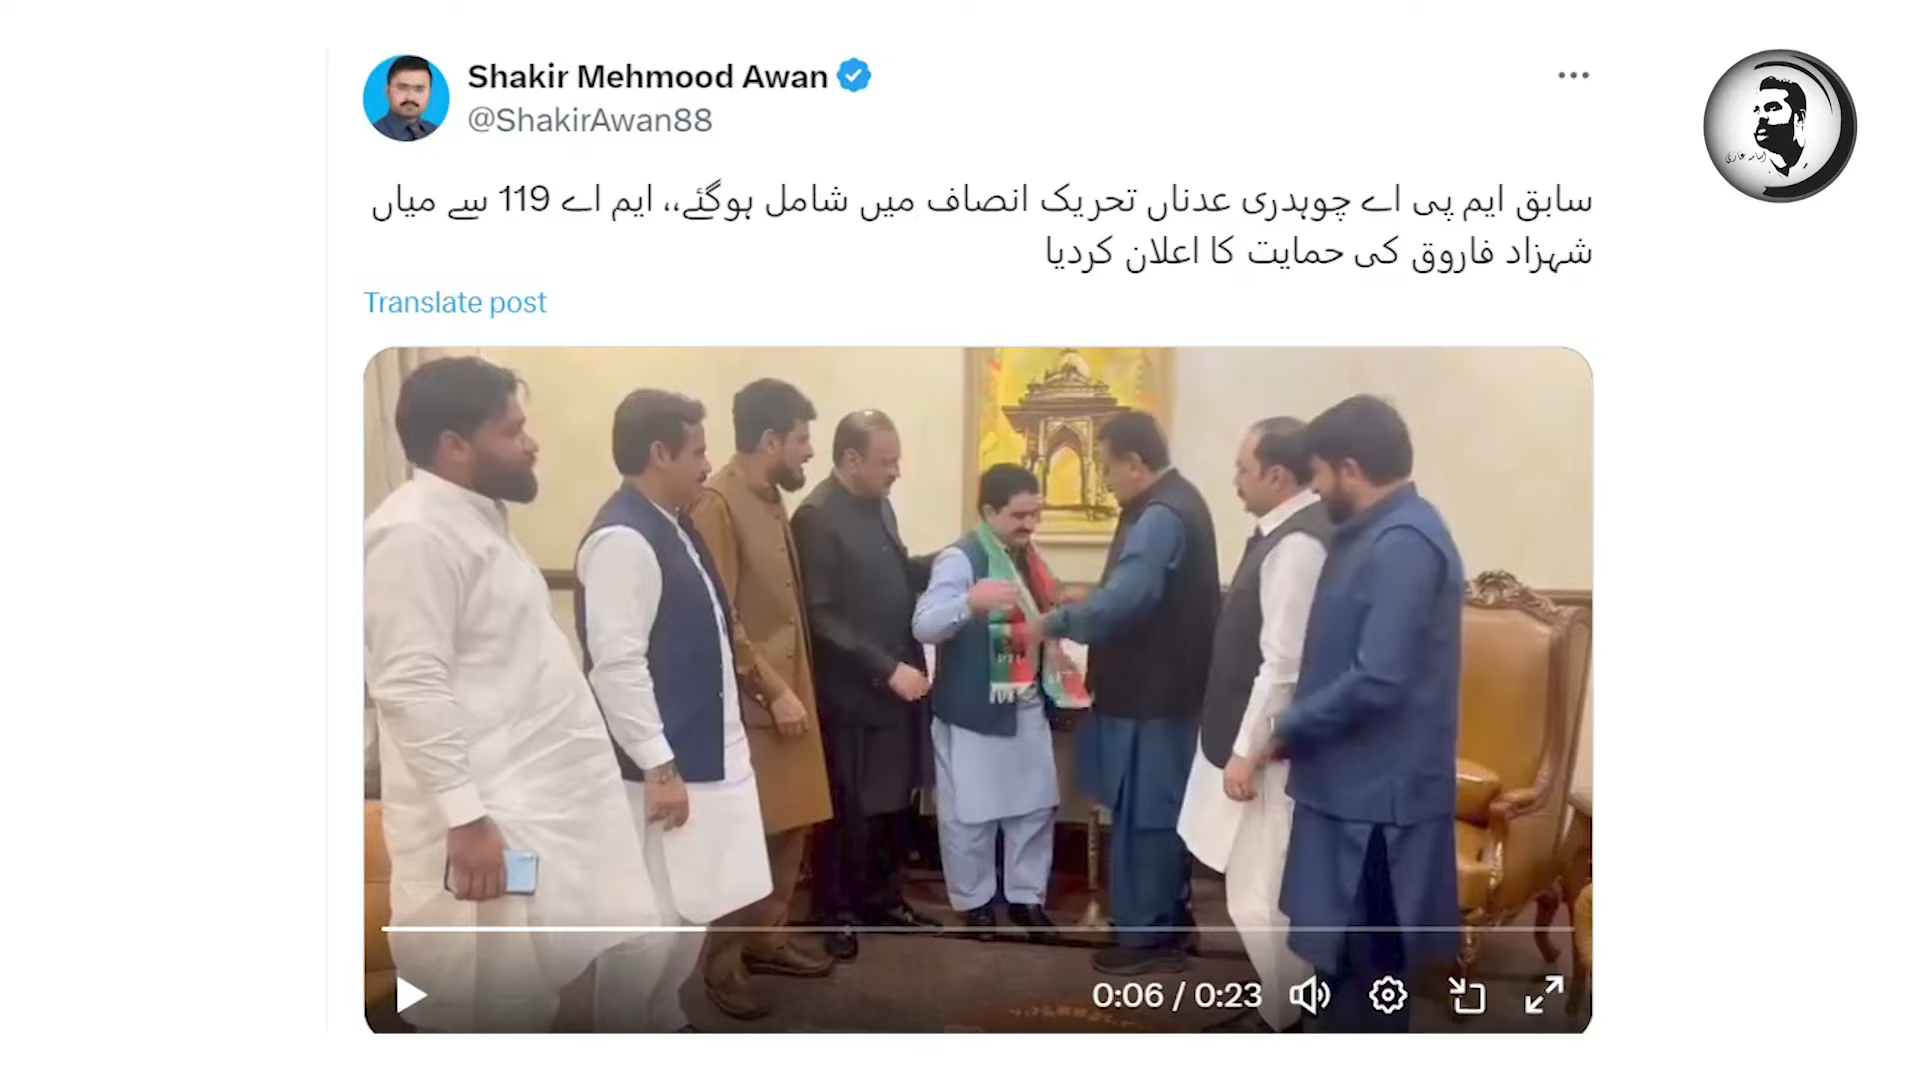 Shakir Mehmood Awan
@ShakirAwan88
سابق ایم پی اے چوہدری عدناں تحریک انصاف میں شامل ہوگئے،، ایم اے 119 سے میاں
شہزاد فاروق کی حمایت کا اعلان کردیا
Translate post
0:06 / 0:23